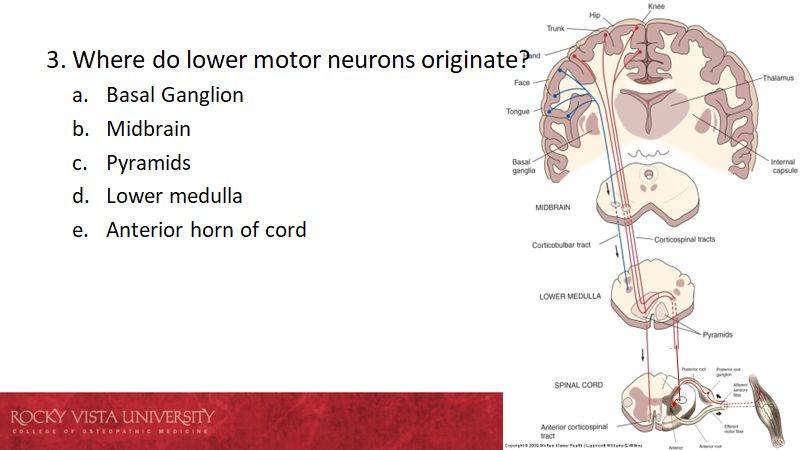 3. Where do lower motor neurons originate?
a. Basal Ganglion
b. Midbrain
c. Pyramids
d. Lower medulla
e. Anterior horn of cord
ROCKY VISTA UNIVERSITY
COLLEGE OF OSTEOPATHIC MEDICINE
Knee
Hip
Trunk
Hand
Face
Thalamus
Tongue
Basal
ganglia
Internal
capsule
MIDBRAIN
Corticobulbar tract
Corticospinal tracts
LOWER MEDULLA
Pyramids
SPINAL CORD
Posterior root
Posterior root
ganglion
Afferent
sensory
fiber
Efferent
motor fiber
Anterior corticospinal
tract
Anterior
Anterior root
Copyright © 2009 Wolters Kluwer Health | Lippincott Williams & Wilkins